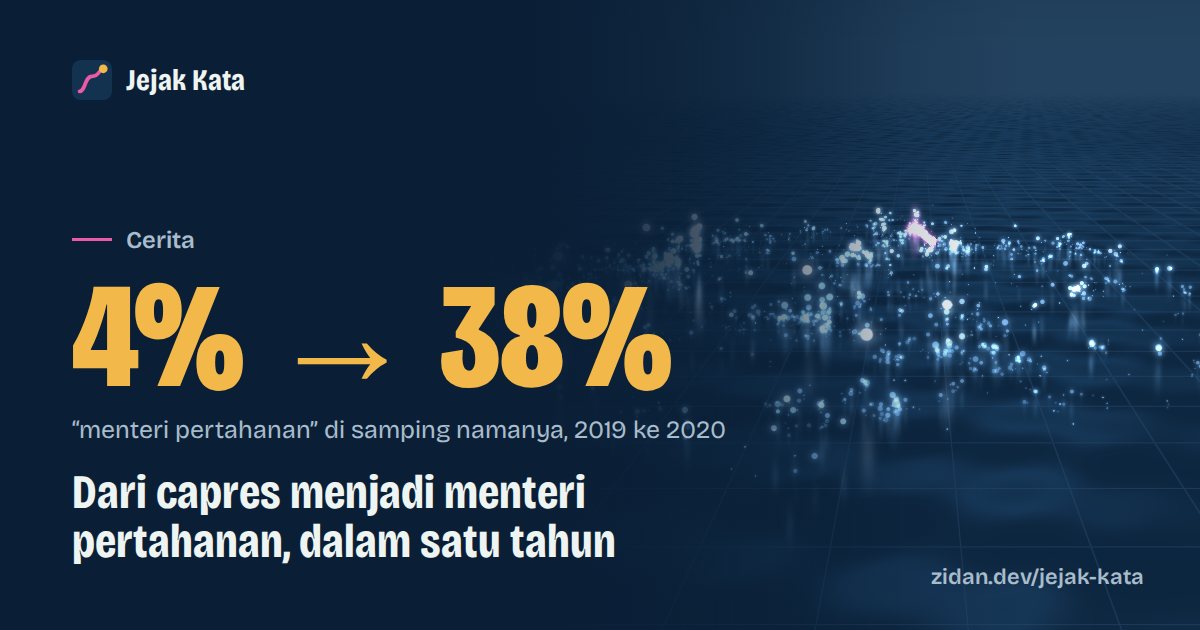 Jejak Kata
Cerita
4% → 38%
“menteri pertahanan” di samping namanya, 2019 ke 2020
Dari capres menjadi menteri
pertahanan, dalam satu tahun
zidan.dev/jejak-kata